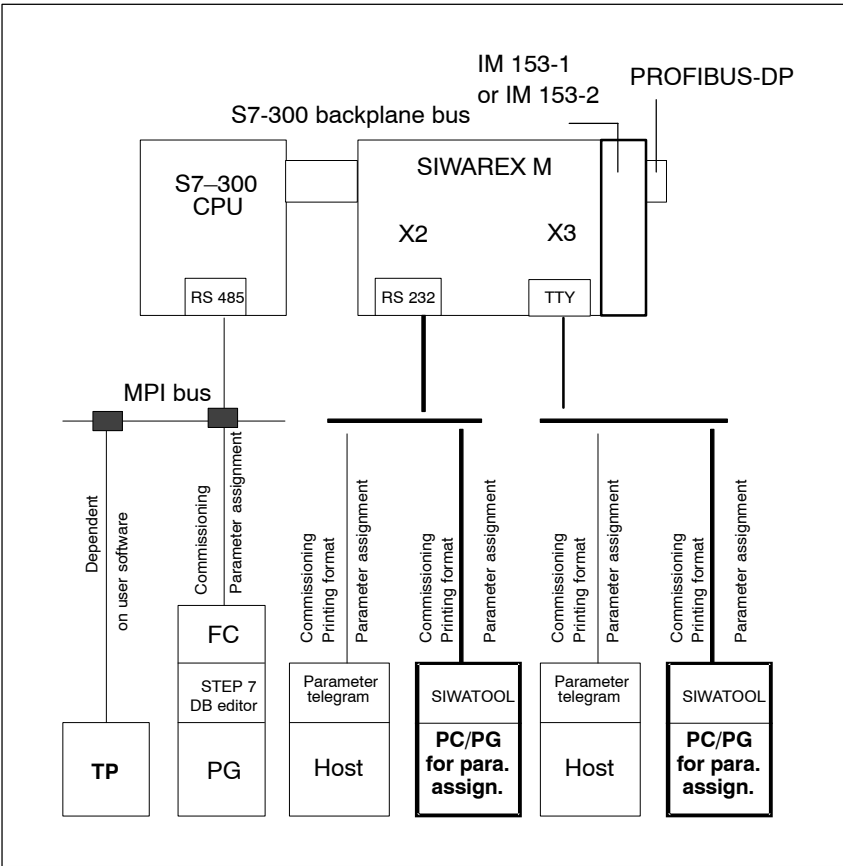 IM 153-1
or IM 153-2
PROFIBUS-DP
S7-300 backplane bus
S7–300
CPU
SIWAREX M
X2
X3
RS 485
RS 232
TTY
MPI bus
Dependent
on user software
Commissioning
Parameter assignment
Commissioning
Printing format
Parameter assignment
Commissioning
Printing format
Parameter assignment
Commissioning
Printing format
Parameter assignment
Commissioning
Printing format
Parameter assignment
TP
FC
STEP 7
DB editor
PG
Parameter
telegram
Host
SIWATOOL
PC/PG
for para.
assign.
Parameter
telegram
Host
SIWATOOL
PC/PG
for para.
assign.